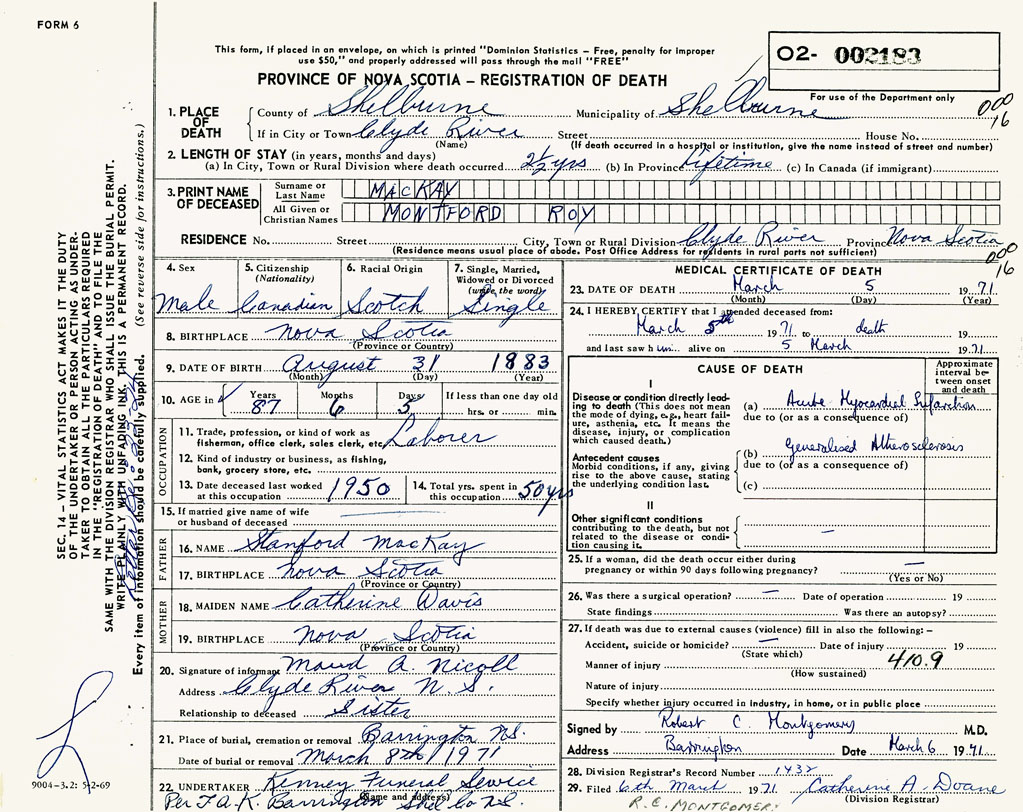 FORM 6
This form, if placed in an envelope, on which is printed "Dominion Statistics – Free, penalty for improper
use $50," and properly addressed will pass through the mail "FREE"
PROVINCE OF NOVA SCOTIA – REGISTRATION OF DEATH
02- 002183
For use of the Department only
000
16
1. PLACE OF DEATH
County of Shelburne Municipality of Shelburne
If in City or Town Clyde River Street House No.
(Name) (If death occurred in a hospital or institution, give the name instead of street and number)
2. LENGTH OF STAY (in years, months and days)
(a) In City, Town or Rural Division where death occurred 2½ yrs (b) In Province Lifetime (c) In Canada (if immigrant)
3. PRINT NAME OF DECEASED
Surname or Last Name MACKAY
All Given or Christian Names MONTFORD ROY
RESIDENCE No. Street City, Town or Rural Division Clyde River Province Nova Scotia
(Residence means usual place of abode. Post Office Address for residents in rural parts not sufficient)
000
16
4. Sex Male
5. Citizenship (Nationality) Canadian
6. Racial Origin Scotch
7. Single, Married, Widowed or Divorced (write the word) Single
8. BIRTHPLACE Nova Scotia
(Province or Country)
9. DATE OF BIRTH August 31 1883
(Month) (Day) (Year)
10. AGE in Years 87 Months 6 Days 5 If less than one day old hrs. or min.
OCCUPATION
11. Trade, profession, or kind of work as
fisherman, office clerk, sales clerk, etc. Laborer
12. Kind of industry or business, as fishing,
bank, grocery store, etc.
13. Date deceased last worked at this occupation 1950
14. Total yrs. spent in this occupation 50 yrs
15. If married give name of wife
or husband of deceased
FATHER
16. NAME Stanford MacKay
17. BIRTHPLACE Nova Scotia
(Province or Country)
MOTHER
18. MAIDEN NAME Catherine Davis
19. BIRTHPLACE Nova Scotia
(Province or Country)
20. Signature of informant Maud A. Nicoll
Address Clyde River N.S.
Relationship to deceased Sister
21. Place of burial, cremation or removal Barrington N.S.
Date of burial or removal March 8th 1971
22. UNDERTAKER Kenney Funeral Service
(Name and address)
Per F.A.K. Barrington Shel Co N.S.
MEDICAL CERTIFICATE OF DEATH
23. DATE OF DEATH March 5 1971
(Month) (Day) (Year)
24. I HEREBY CERTIFY that I attended deceased from:
March 5th 1971 to death 19
and last saw him alive on 5 March 1971
CAUSE OF DEATH
Approximate interval between onset and death
I
Disease or condition directly leading to death (This does not mean the mode of dying, e.g., heart failure, asthenia, etc. It means the disease, injury, or complication which caused death.)
(a) Acute Myocardial Infarction
due to (or as a consequence of)
Antecedent causes
Morbid conditions, if any, giving rise to the above cause, stating the underlying condition last.
(b) Generalised Atherosclerosis
due to (or as a consequence of)
(c)
II
Other significant conditions
contributing to the death, but not related to the disease or condition causing it.
25. If a woman, did the death occur either during
pregnancy or within 90 days following pregnancy?
(Yes or No)
26. Was there a surgical operation? — Date of operation 19
State findings Was there an autopsy?
27. If death was due to external causes (violence) fill in also the following:–
Accident, suicide or homicide? — Date of injury 19
(State which)
Manner of injury 410.9
(How sustained)
Nature of injury
Specify whether injury occurred in Industry, in home, or in public place
Signed by Robert C. Montgomery M.D.
Address Barrington Date March 6 1971
28. Division Registrar's Record Number 1432
29. Filed 6th March 1971 Catherine A. Doane
Division Registrar
R.C. MONTGOMERY
SEC. 14 – VITAL STATISTICS ACT MAKES IT THE DUTY
OF THE UNDERTAKER OR PERSON ACTING AS UNDER-
TAKER TO OBTAIN ALL THE PARTICULARS REQUIRED
IN THE "REGISTRATION OF DEATH" AND TO FILE THE
SAME WITH THE DIVISION REGISTRAR WHO SHALL ISSUE THE BURIAL PERMIT.
WRITE PLAINLY WITH UNFADING INK, THIS IS A PERMANENT RECORD.
Every item of information should be carefully supplied. (See reverse side for instructions.)
9004-3.2: 5-2-69